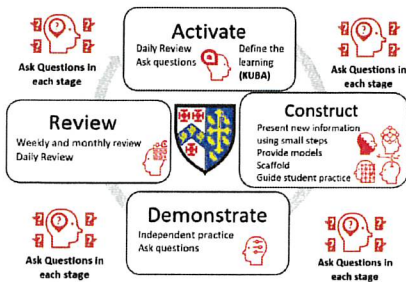 Activate
Daily Review
Ask questions
Define the
learning
(KUBA)
Ask Questions in
each stage
Ask Questions in
each stage
Review
Weekly and monthly review
Daily Review
Construct
Present new information
using small steps
Provide models
Scaffold
Guide student practice
Demonstrate
Independent practice
Ask questions
Ask Questions in
each stage
Ask Questions in
each stage